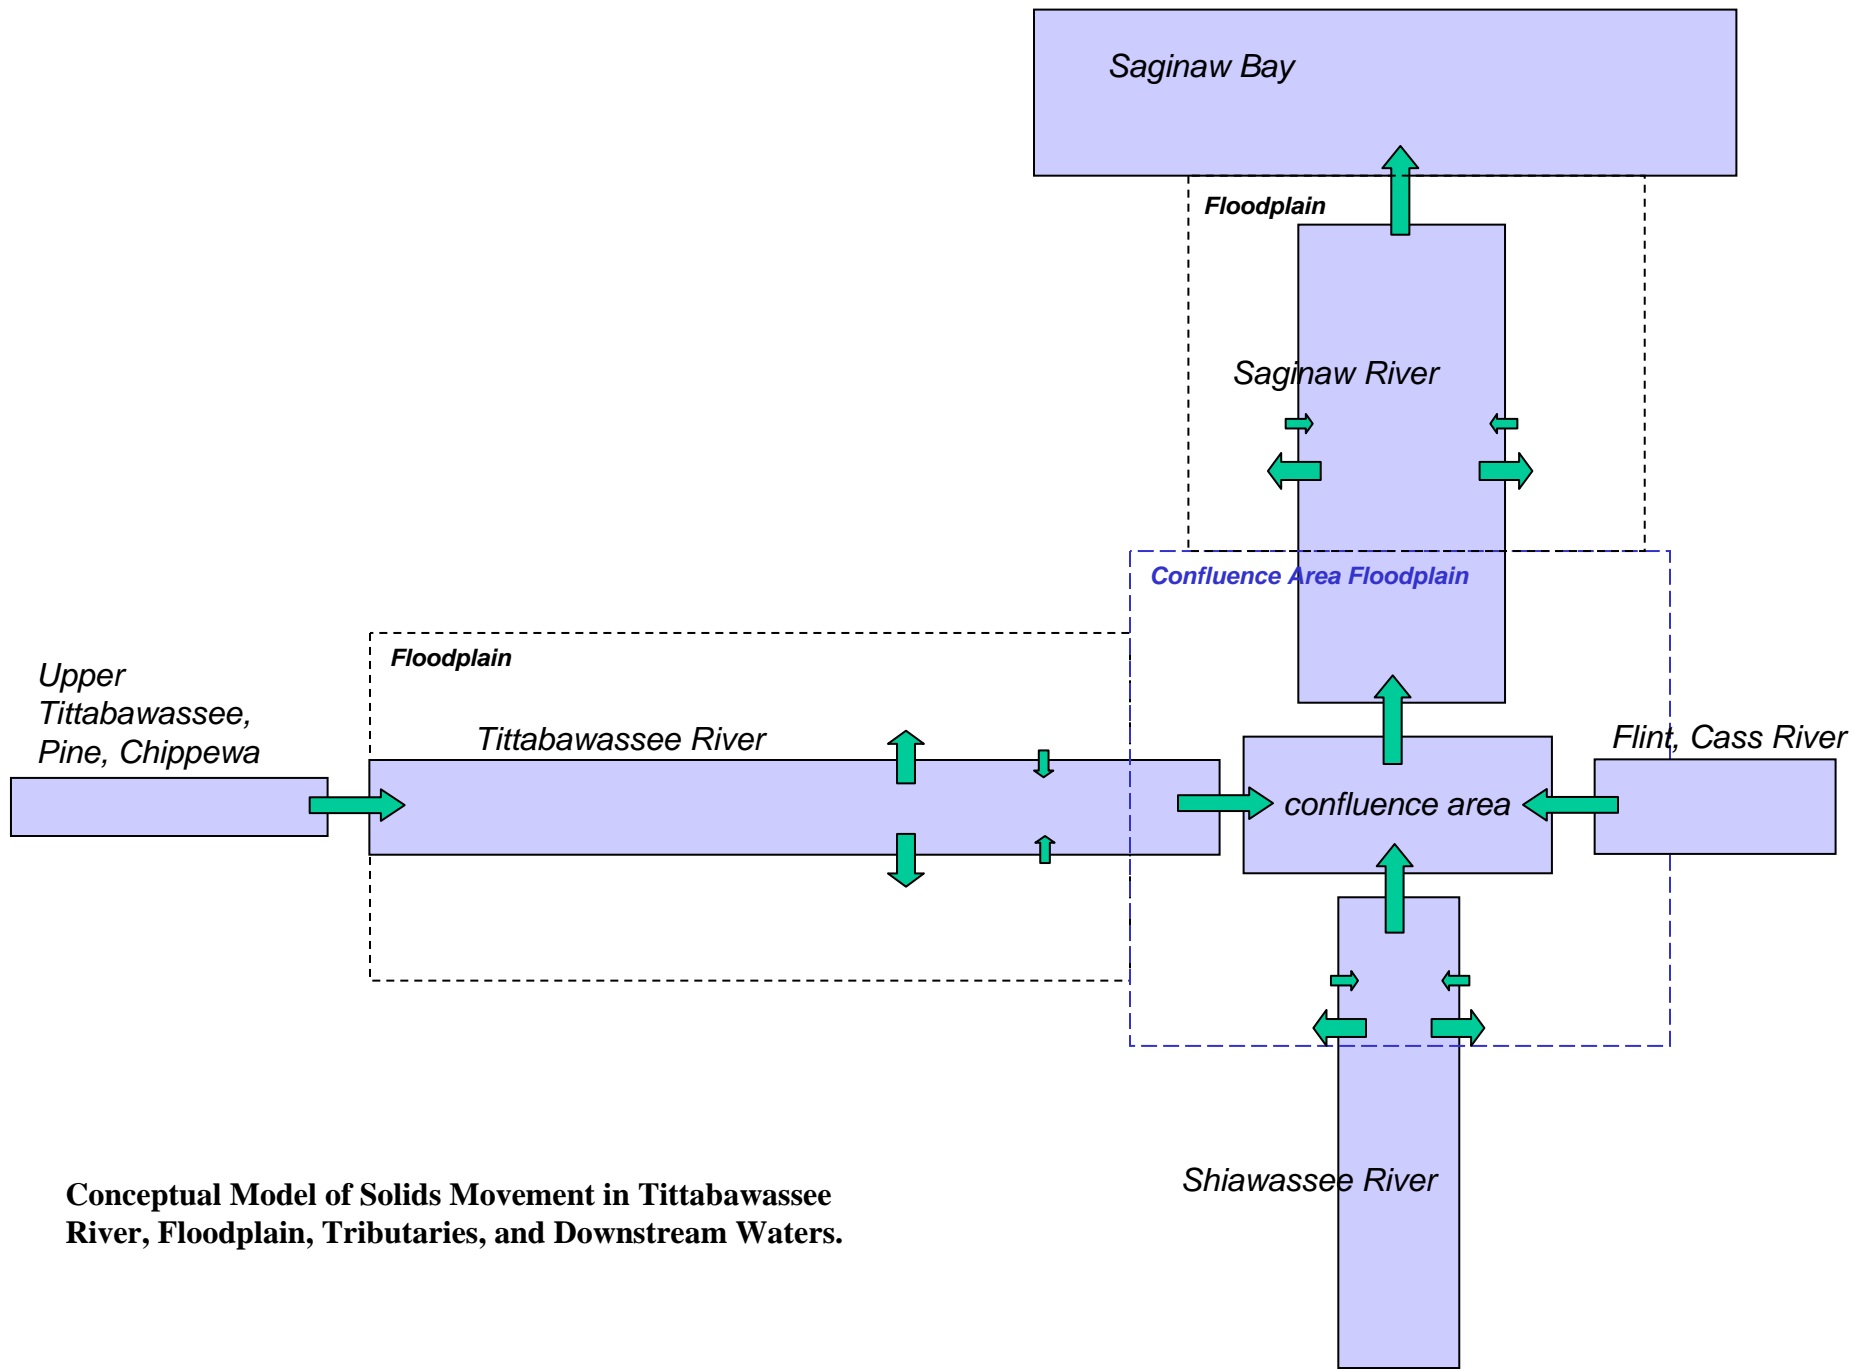 Saginaw Bay
Floodplain
Saginaw River
Confluence Area Floodplain
Floodplain
Upper
Tittabawassee,
Pine, Chippewa
Tittabawassee River
Flint, Cass River
confluence area
Shiawassee River
Conceptual Model of Solids Movement in Tittabawassee
River, Floodplain, Tributaries, and Downstream Waters.